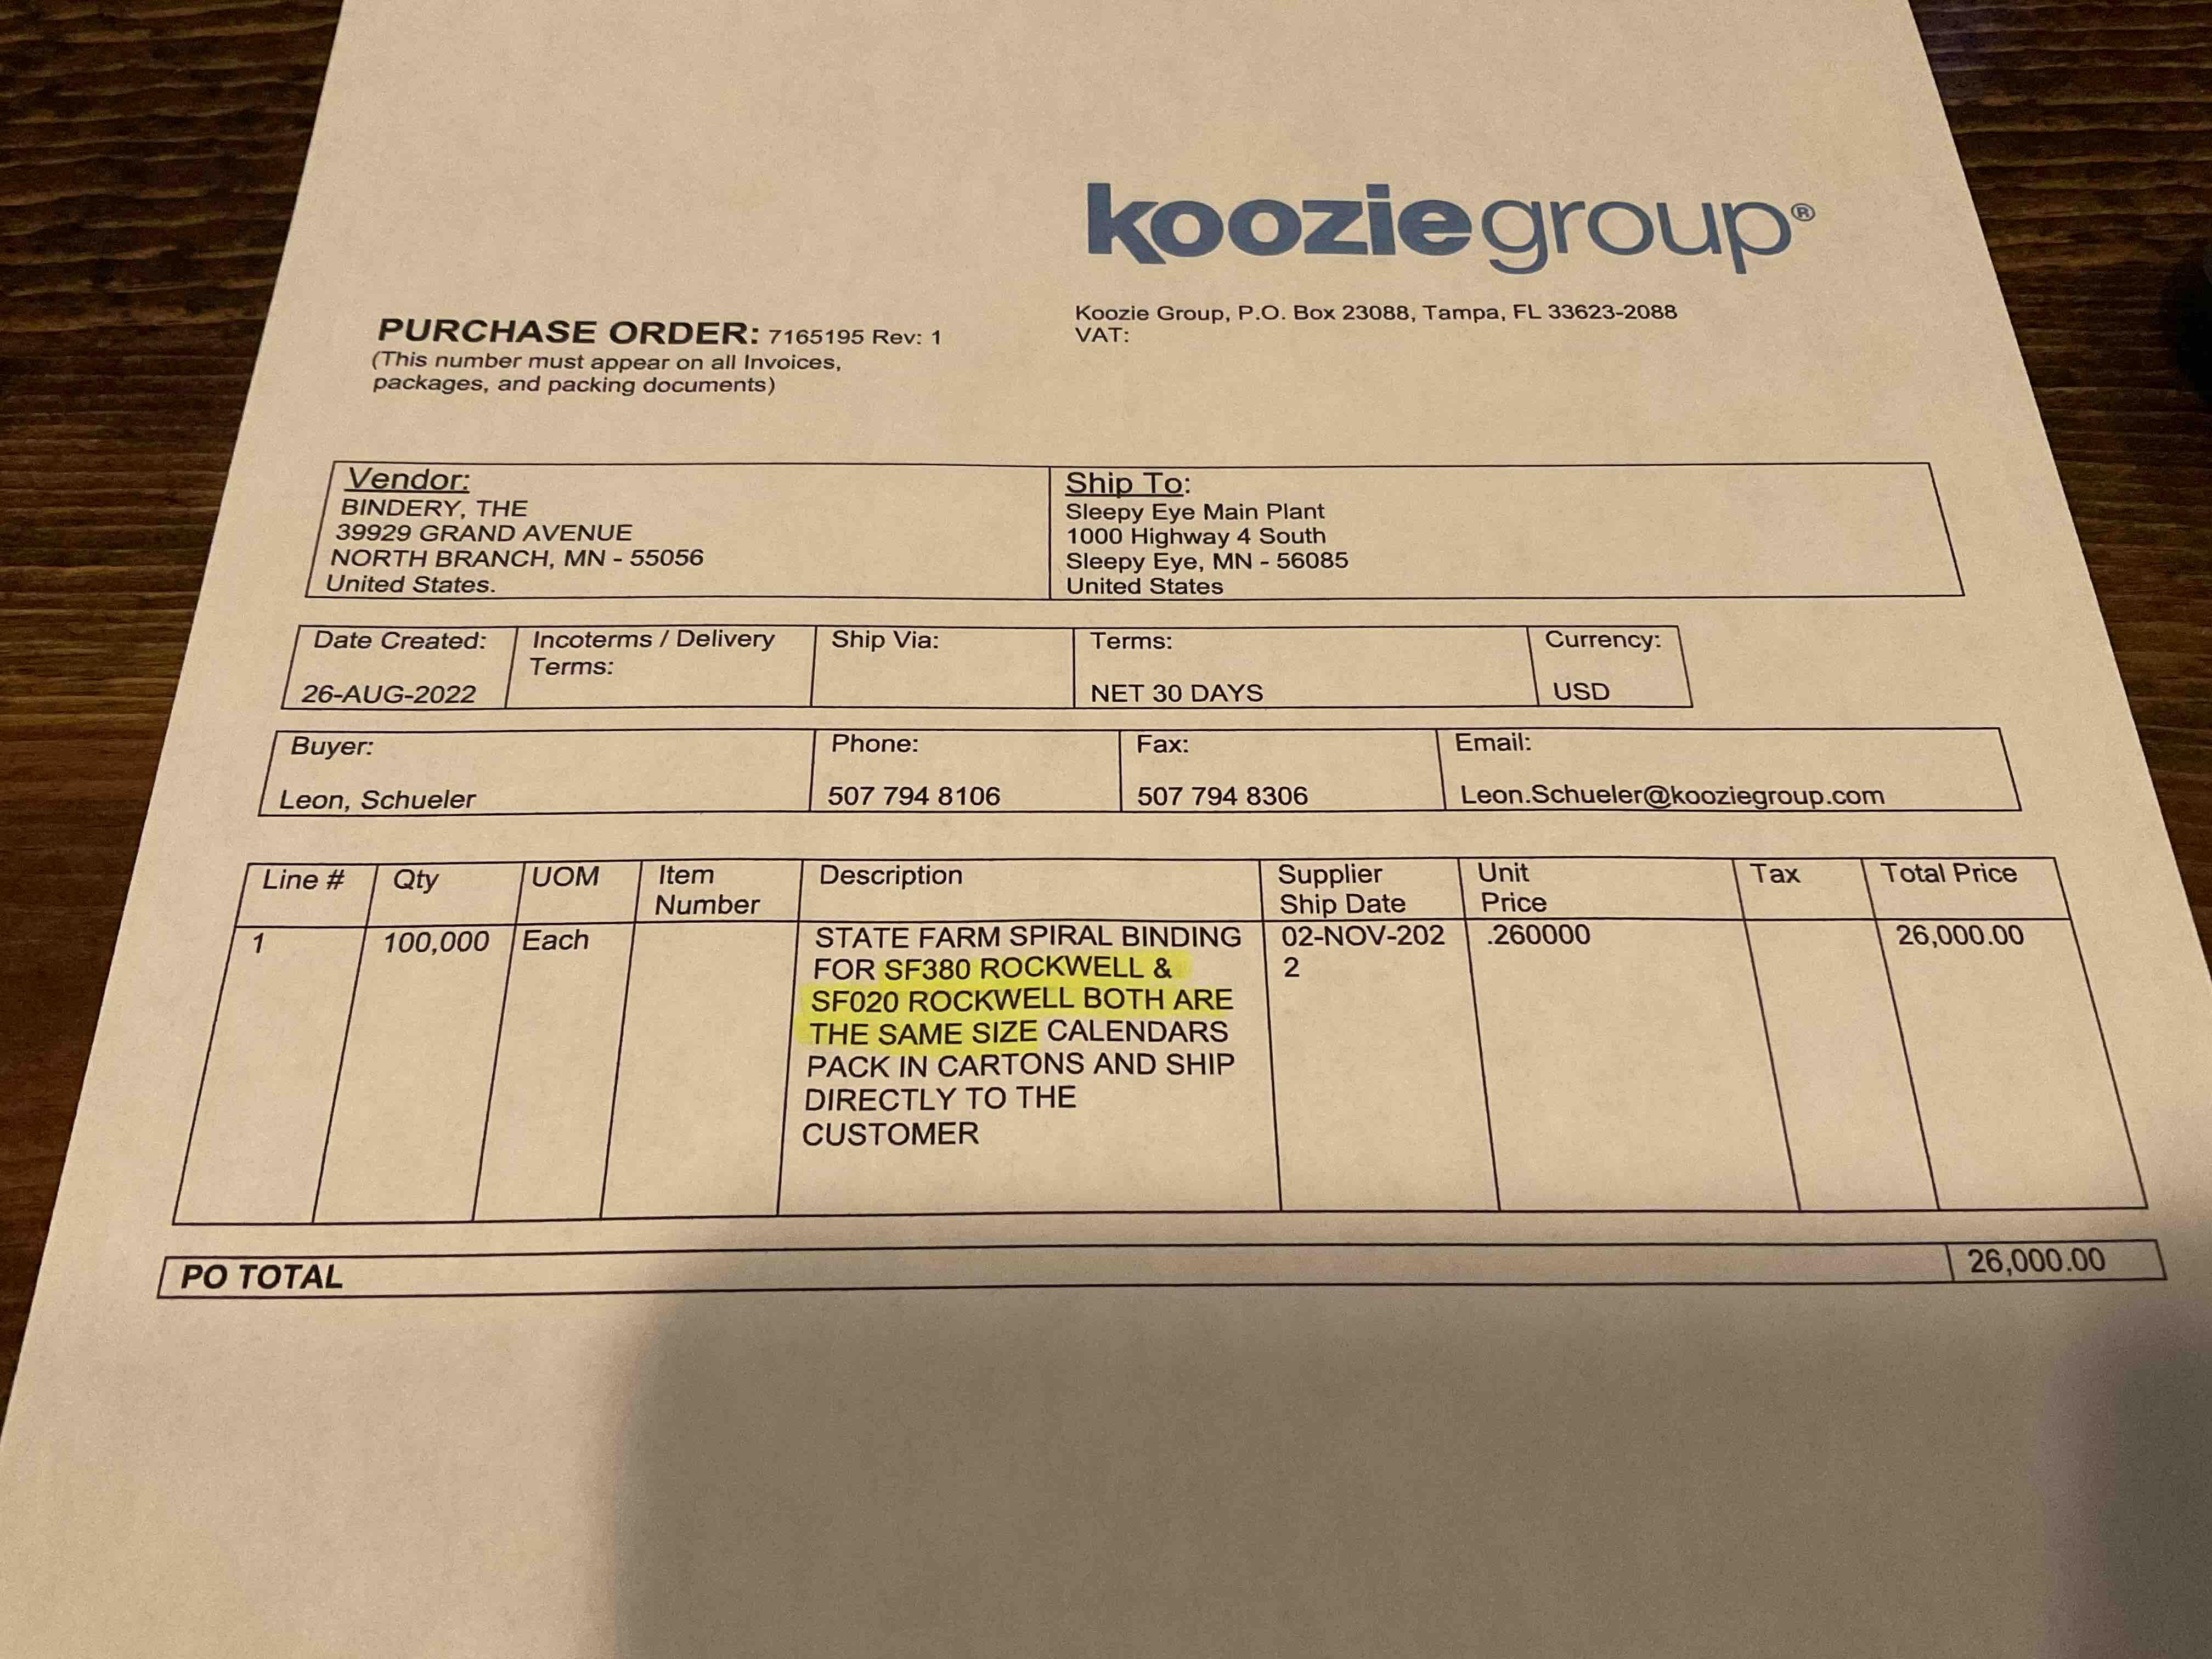 kooziegroup®
Koozie Group, P.O. Box 23088, Tampa, FL 33623-2088
VAT:
PURCHASE ORDER: 7165195 Rev: 1
(This number must appear on all Invoices,
packages, and packing documents)
Vendor:
BINDERY, THE
39929 GRAND AVENUE
NORTH BRANCH, MN - 55056
United States.
Ship To:
Sleepy Eye Main Plant
1000 Highway 4 South
Sleepy Eye, MN - 56085
United States
Date Created:
26-AUG-2022
Incoterms / Delivery
Terms:
Ship Via:
Terms:
NET 30 DAYS
Currency:
USD
Buyer:
Leon, Schueler
Phone:
507 794 8106
Fax:
507 794 8306
Email:
Leon.Schueler@kooziegroup.com
Line # Qty UOM Item Number Description Supplier Ship Date Unit Price Tax Total Price
1 100,000 Each
STATE FARM SPIRAL BINDING
FOR SF380 ROCKWELL &
SF020 ROCKWELL BOTH ARE
THE SAME SIZE CALENDARS
PACK IN CARTONS AND SHIP
DIRECTLY TO THE
CUSTOMER
02-NOV-202
2
.260000
26,000.00
PO TOTAL 26,000.00